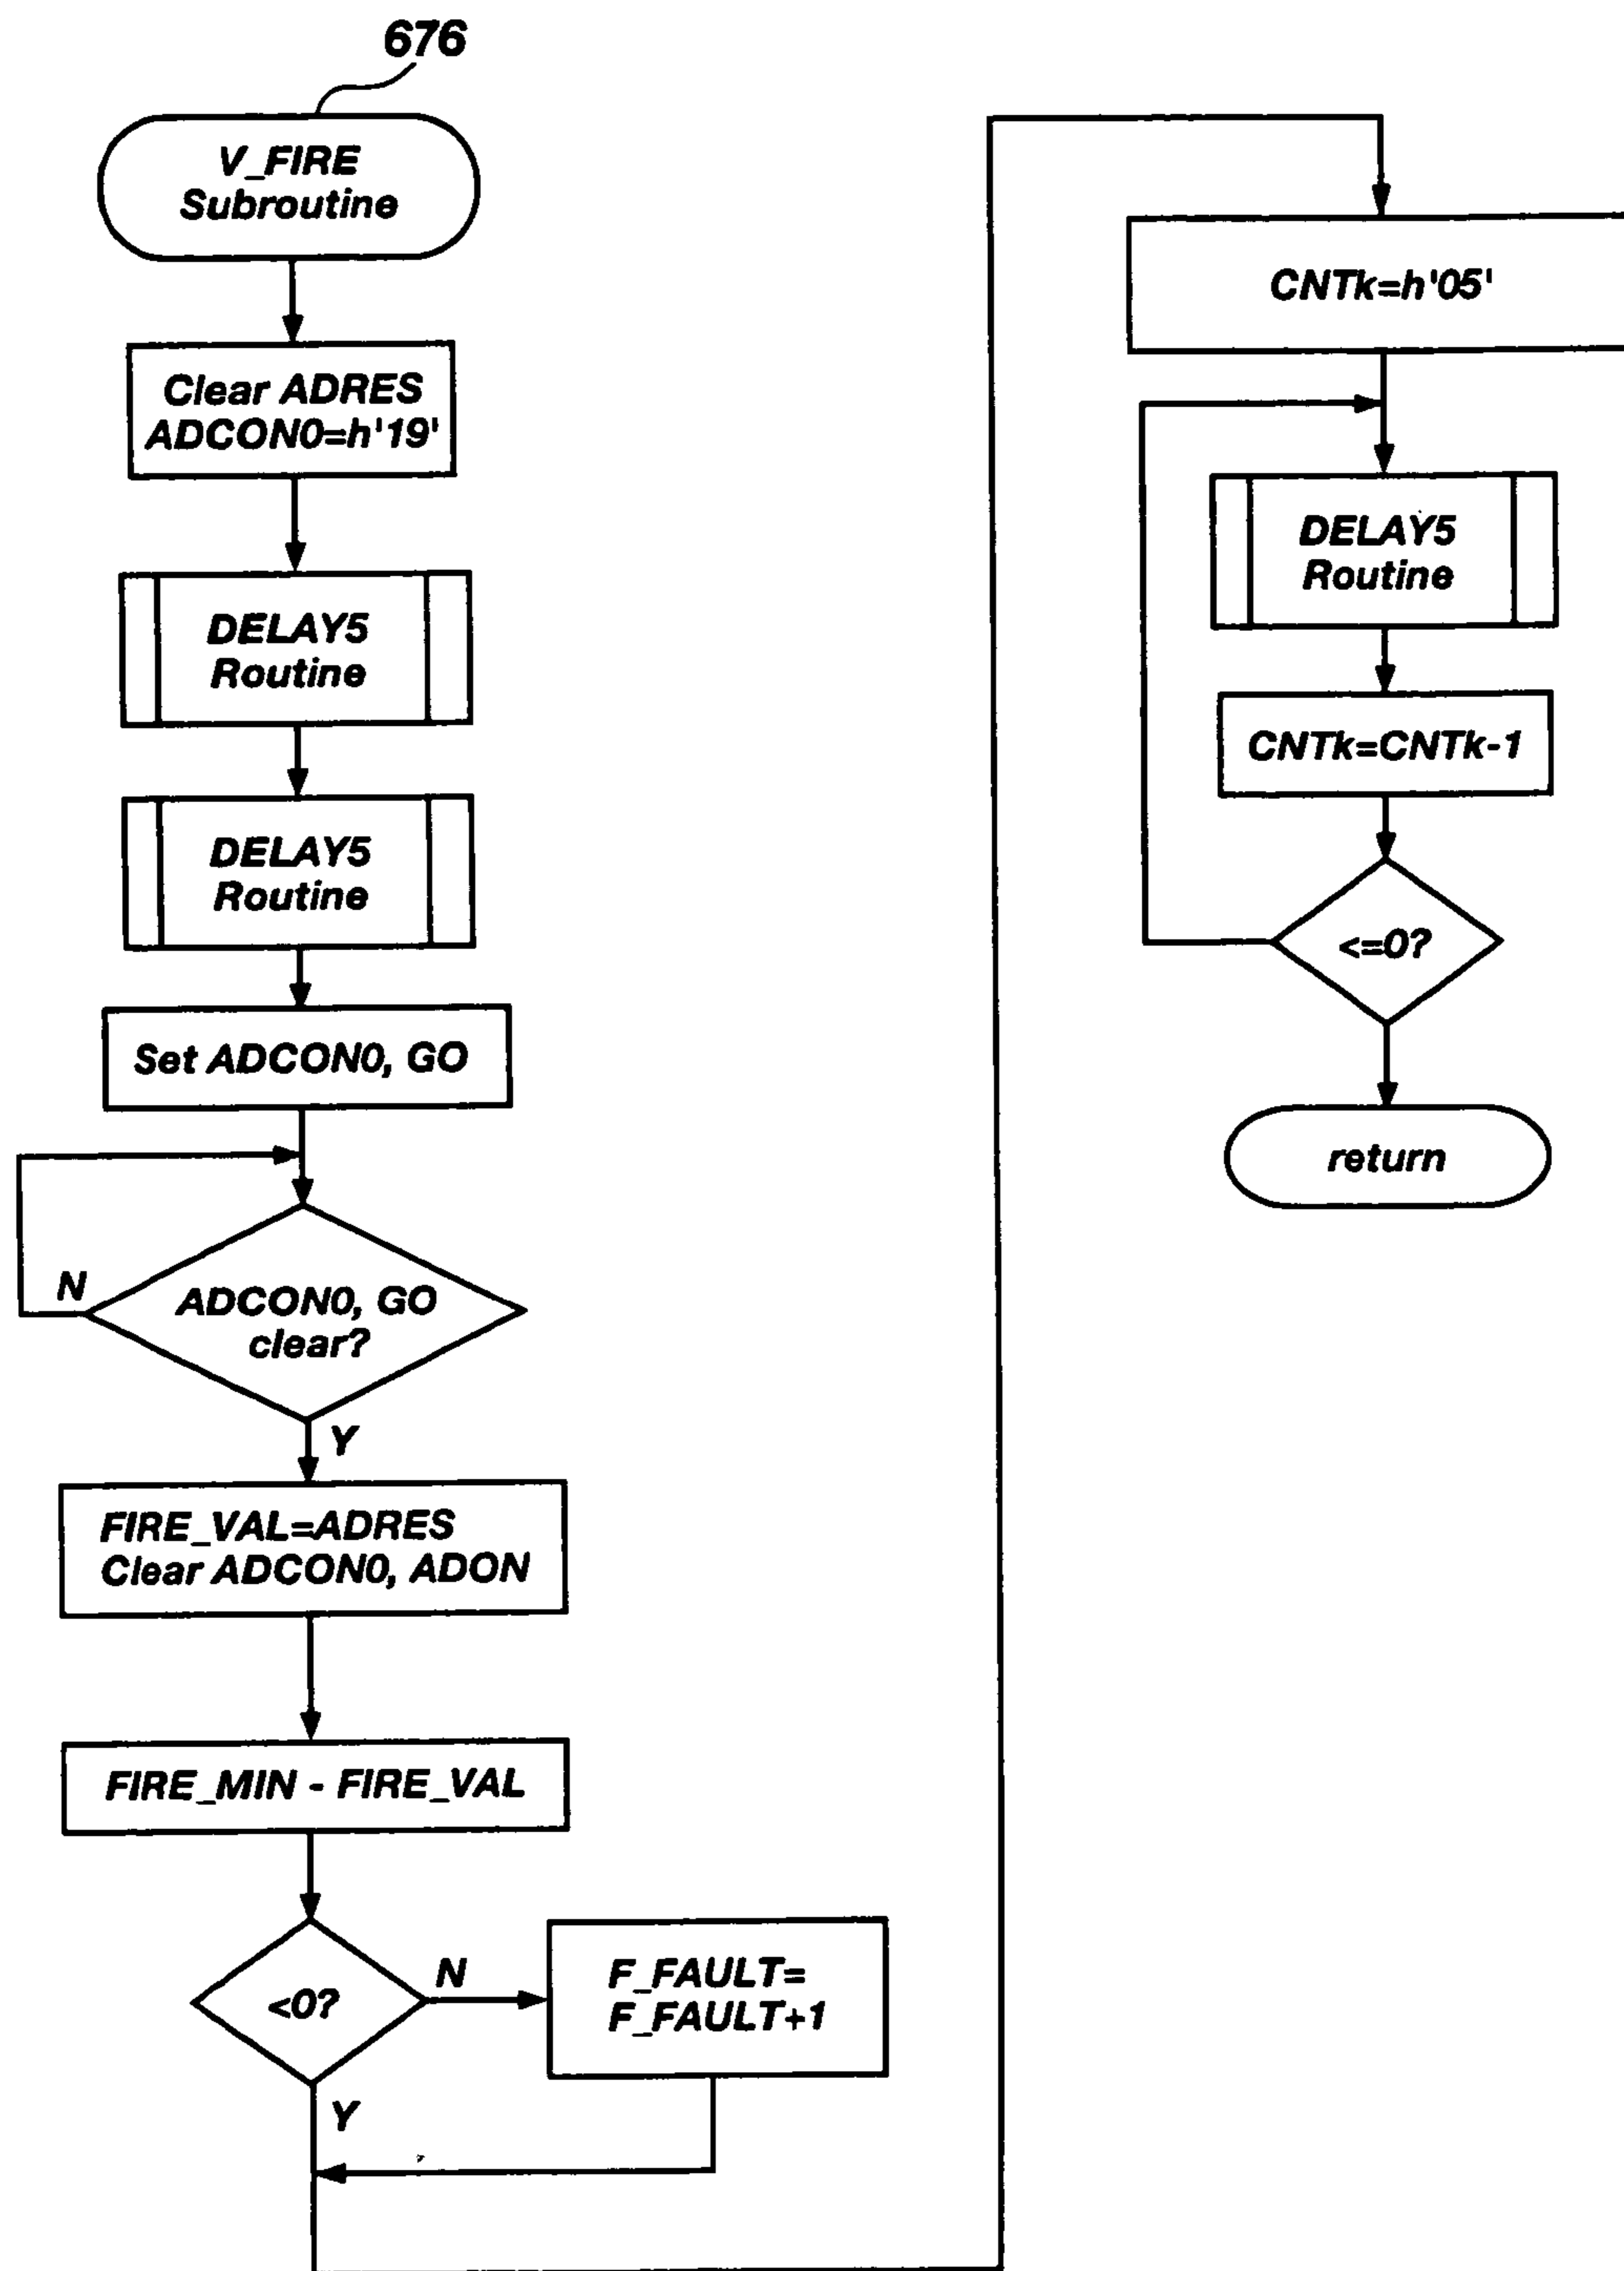 676
V_FIRE
Subroutine
Clear ADRES
ADCON0=h'19'
DELAY5
Routine
DELAY5
Routine
Set ADCON0, GO
N
ADCON0, GO
clear?
Y
FIRE_VAL=ADRES
Clear ADCON0, ADON
FIRE_MIN - FIRE_VAL
<0?
N
F_FAULT=
F_FAULT+1
Y
CNTk=h'05'
DELAY5
Routine
CNTk=CNTk-1
<=0?
return